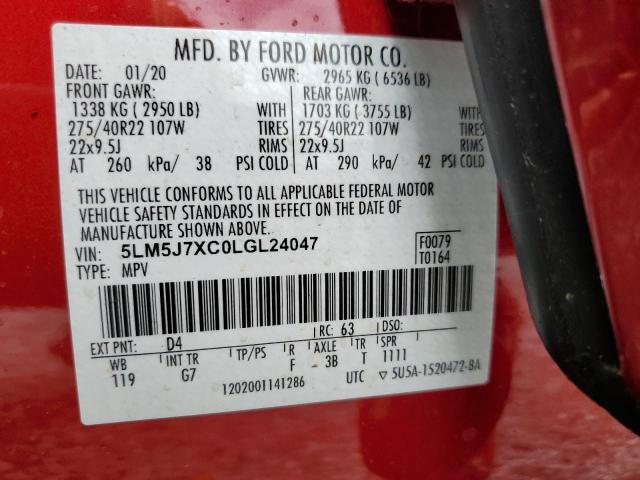 MFD. BY FORD MOTOR CO.
DATE: 01/20 GVWR: 2965 KG ( 6536 LB)
FRONT GAWR: REAR GAWR:
1338 KG ( 2950 LB) WITH 1703 KG ( 3755 LB) WITH
275/40R22 107W TIRES 275/40R22 107W TIRES
22x9.5J RIMS 22x9.5J RIMS
AT 260 kPa/ 38 PSI COLD AT 290 kPa/ 42 PSI COLD
THIS VEHICLE CONFORMS TO ALL APPLICABLE FEDERAL MOTOR
VEHICLE SAFETY STANDARDS IN EFFECT ON THE DATE OF
MANUFACTURE SHOWN ABOVE.
VIN: 5LM5J7XC0LGL24047 F0079
TYPE: MPV T0164
EXT PNT: D4 RC: 63 DSO:
WB INT TR TP/PS R AXLE TR SPR
119 G7 F 3B T 1111
1202001141286 UTC ▽ 5U5A-1520472-BA